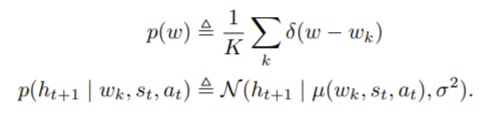 p(w) ≜ 1/K ∑_k δ(w − w_k)
p(h_{t+1} | w_k, s_t, a_t) ≜ 𝒩(h_{t+1} | μ(w_k, s_t, a_t), σ²).